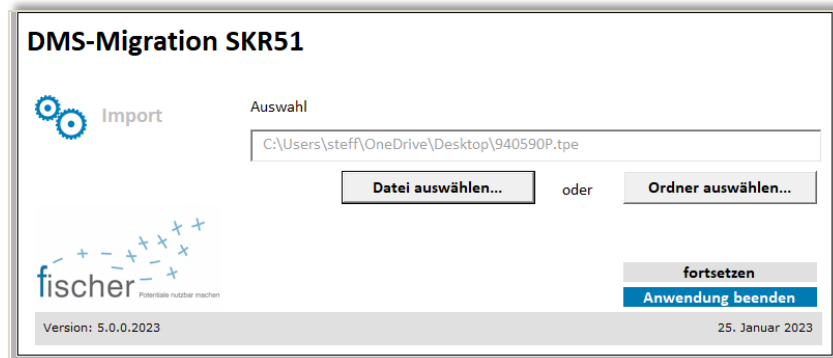 DMS-Migration SKR51
Import
Auswahl
C:\Users\steff\OneDrive\Desktop\940590P.tpe
Datei auswählen...
oder
Ordner auswählen...
fischer
Potentiale nutzbar machen
fortsetzen
Anwendung beenden
Version: 5.0.0.2023
25. Januar 2023